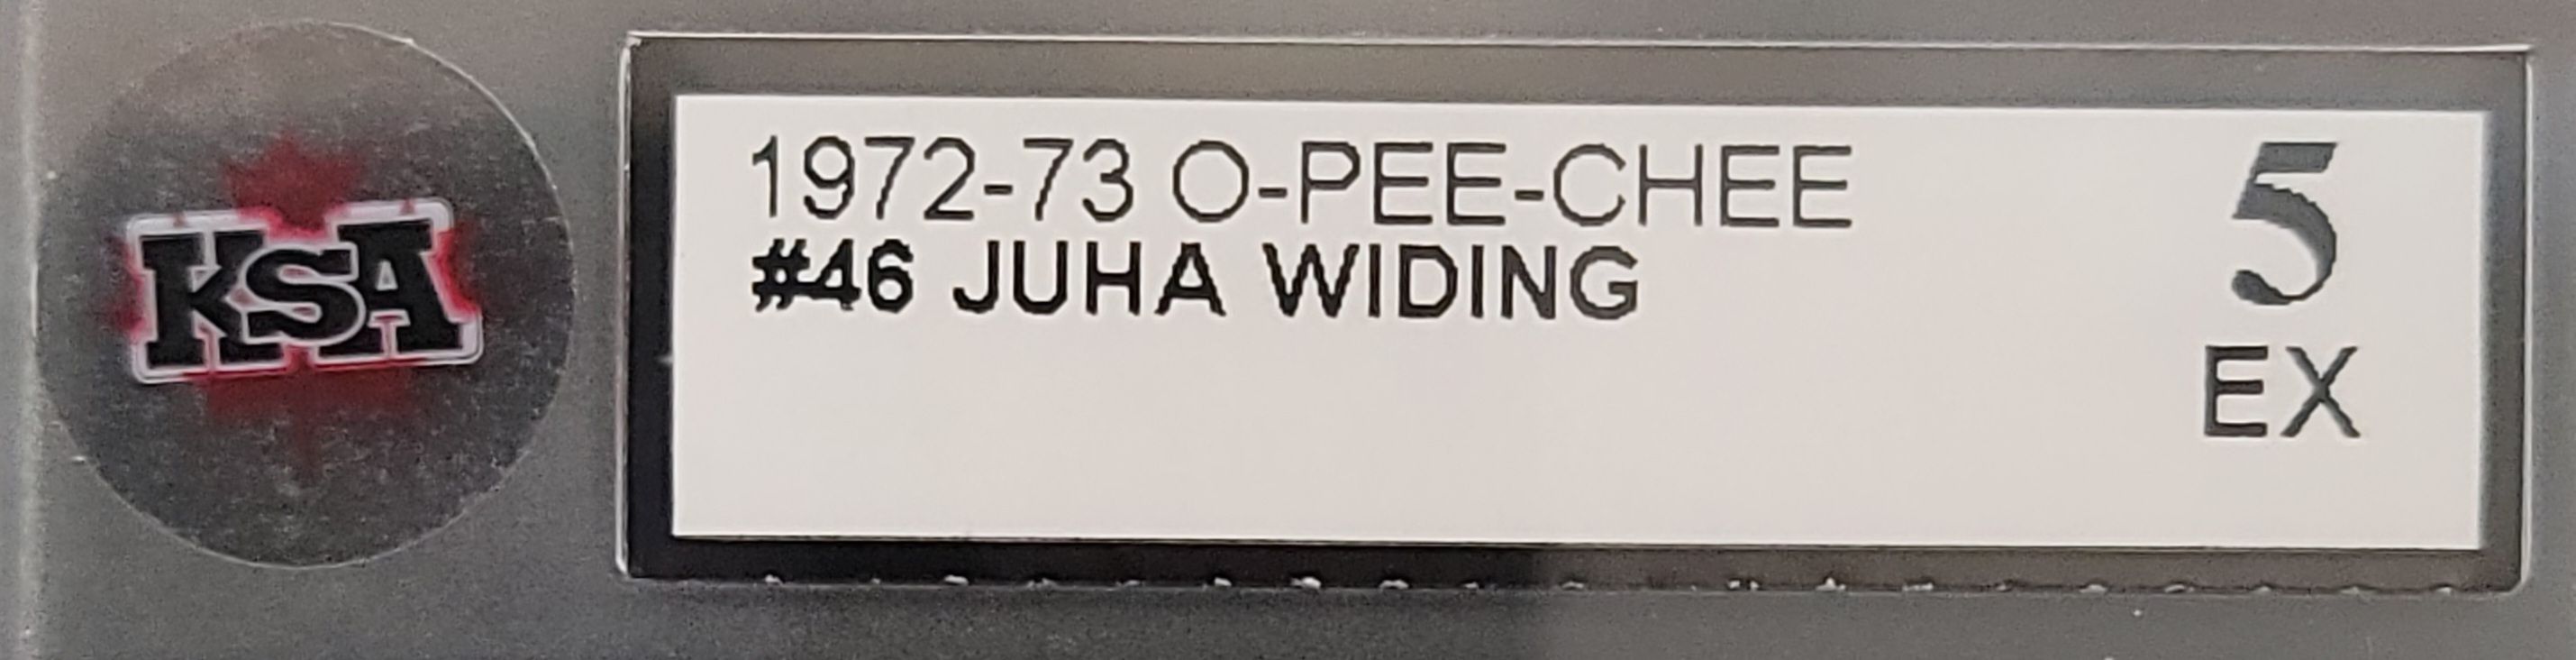 KSA
1972-73 O-PEE-CHEE
#46 JUHA WIDING
5
EX